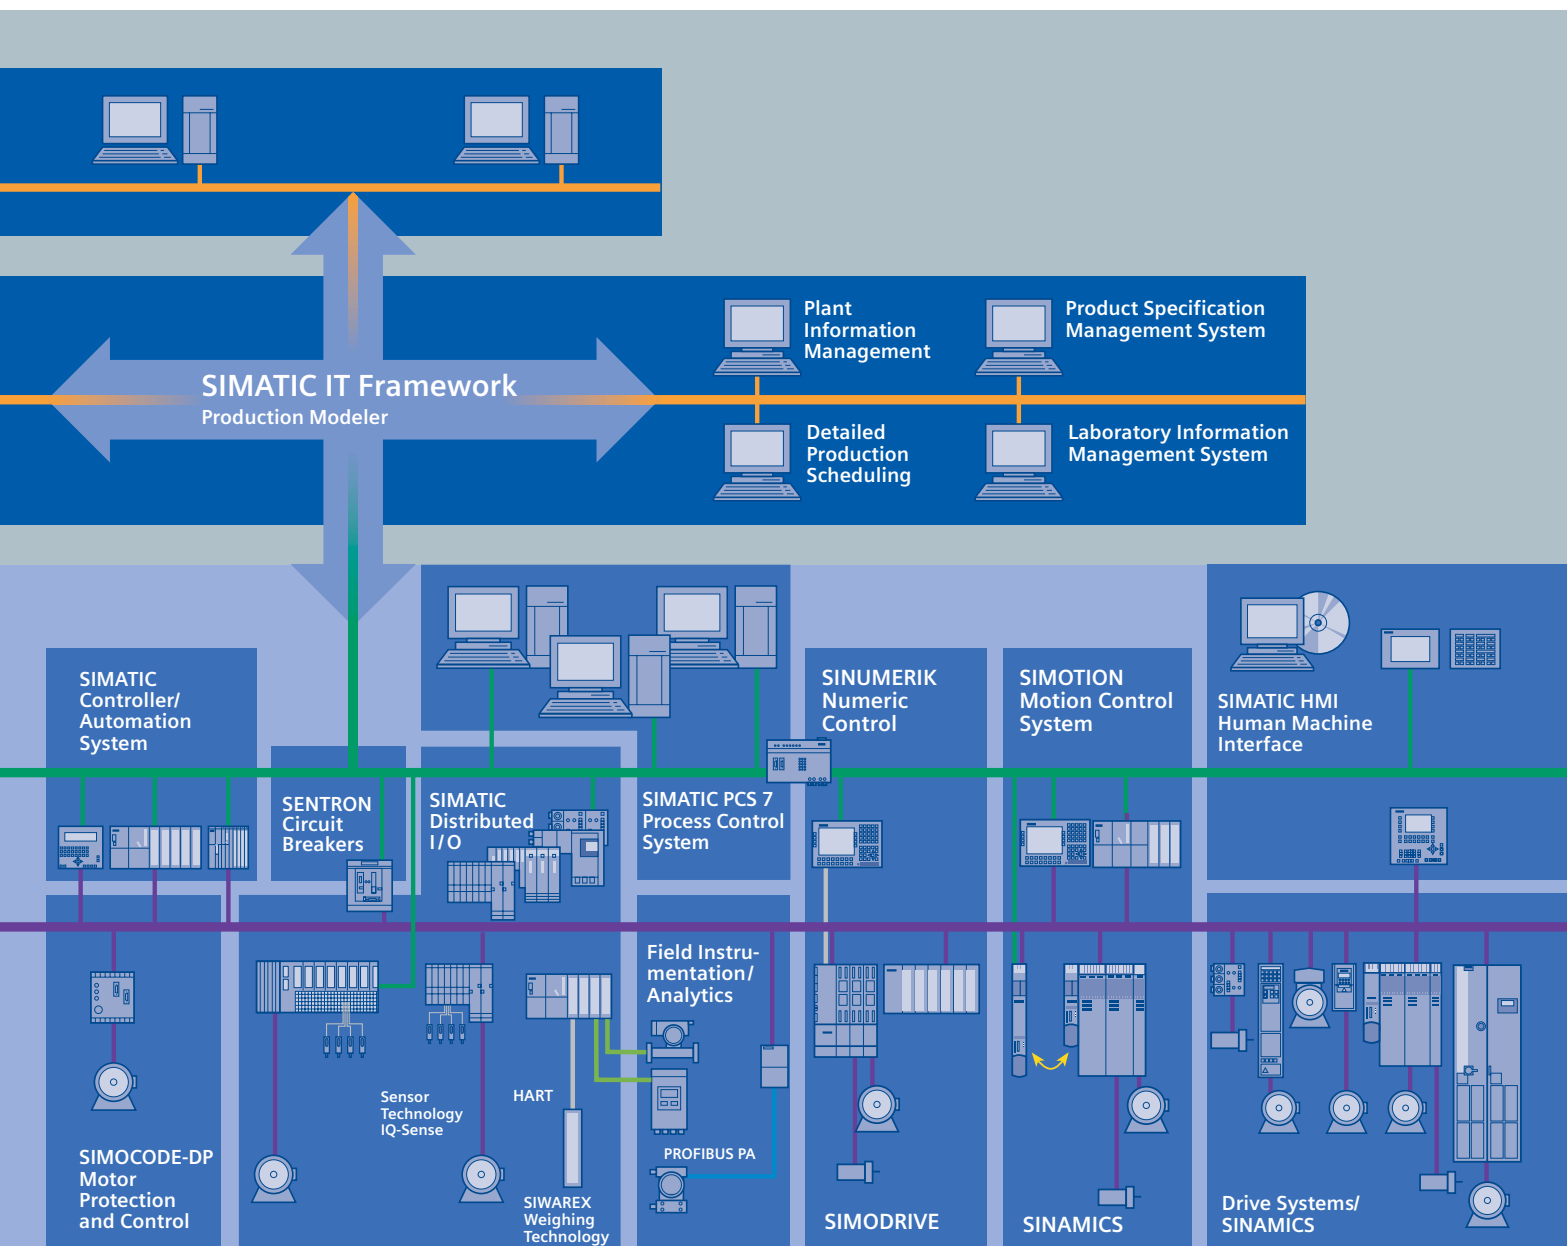 Plant
Information
Management
Product Specification
Management System
SIMATIC IT Framework
Production Modeler
Detailed
Production
Scheduling
Laboratory Information
Management System
SIMATIC
Controller/
Automation
System
SENTRON
Circuit
Breakers
SIMATIC
Distributed
I/O
SIMATIC PCS 7
Process Control
System
SINUMERIK
Numeric
Control
SIMOTION
Motion Control
System
SIMATIC HMI
Human Machine
Interface
Field Instru-
mentation/
Analytics
Sensor
Technology
IQ-Sense
HART
PROFIBUS PA
SIMOCODE-DP
Motor
Protection
and Control
SIWAREX
Weighing
Technology
SIMODRIVE
SINAMICS
Drive Systems/
SINAMICS